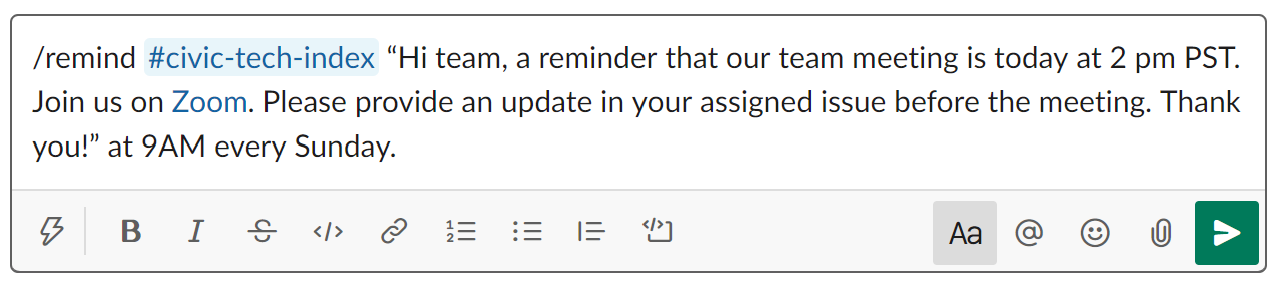 /remind #civic-tech-index “Hi team, a reminder that our team meeting is today at 2 pm PST.
Join us on Zoom. Please provide an update in your assigned issue before the meeting. Thank
you!” at 9AM every Sunday.
B I S </> 1 2 </> Aa @